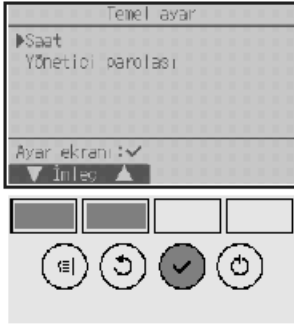 Temel ayar
▶Saat
Yönetici parolası
Ayar ekranı:✓
▼ İmleç ▲